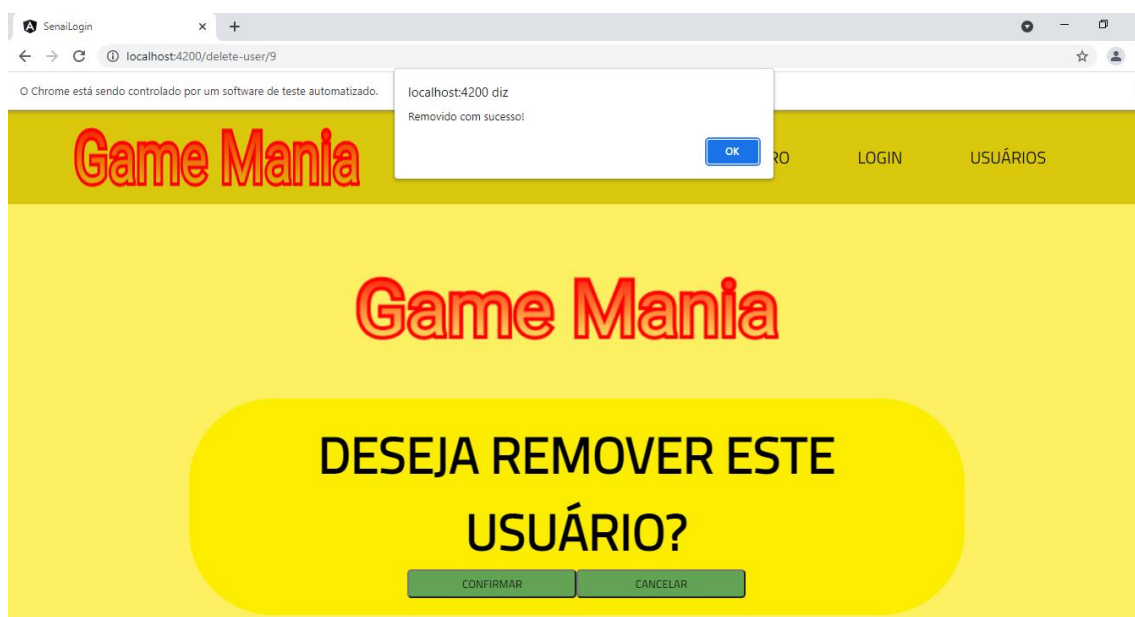 SenaiLogin
localhost:4200/delete-user/9
O Chrome está sendo controlado por um software de teste automatizado.
localhost:4200 diz
Removido com sucesso!
OK
Game Mania
RO LOGIN USUÁRIOS
Game Mania
DESEJA REMOVER ESTE
USUÁRIO?
CONFIRMAR CANCELAR